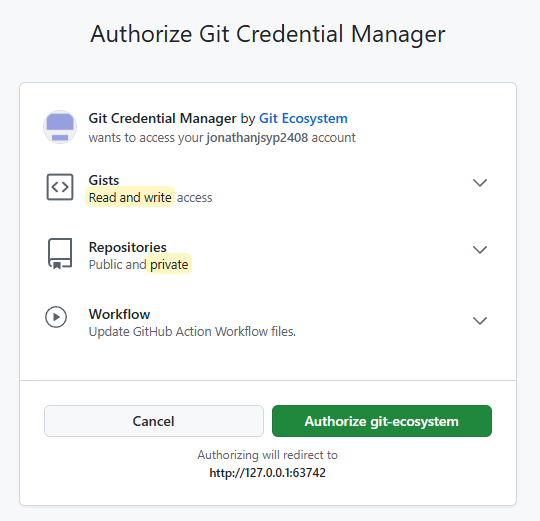 Authorize Git Credential Manager
Git Credential Manager by Git Ecosystem
wants to access your jonathanjsyp2408 account
Gists
Read and write access
Repositories
Public and private
Workflow
Update GitHub Action Workflow files.
Cancel
Authorize git-ecosystem
Authorizing will redirect to
http://127.0.0.1:63742